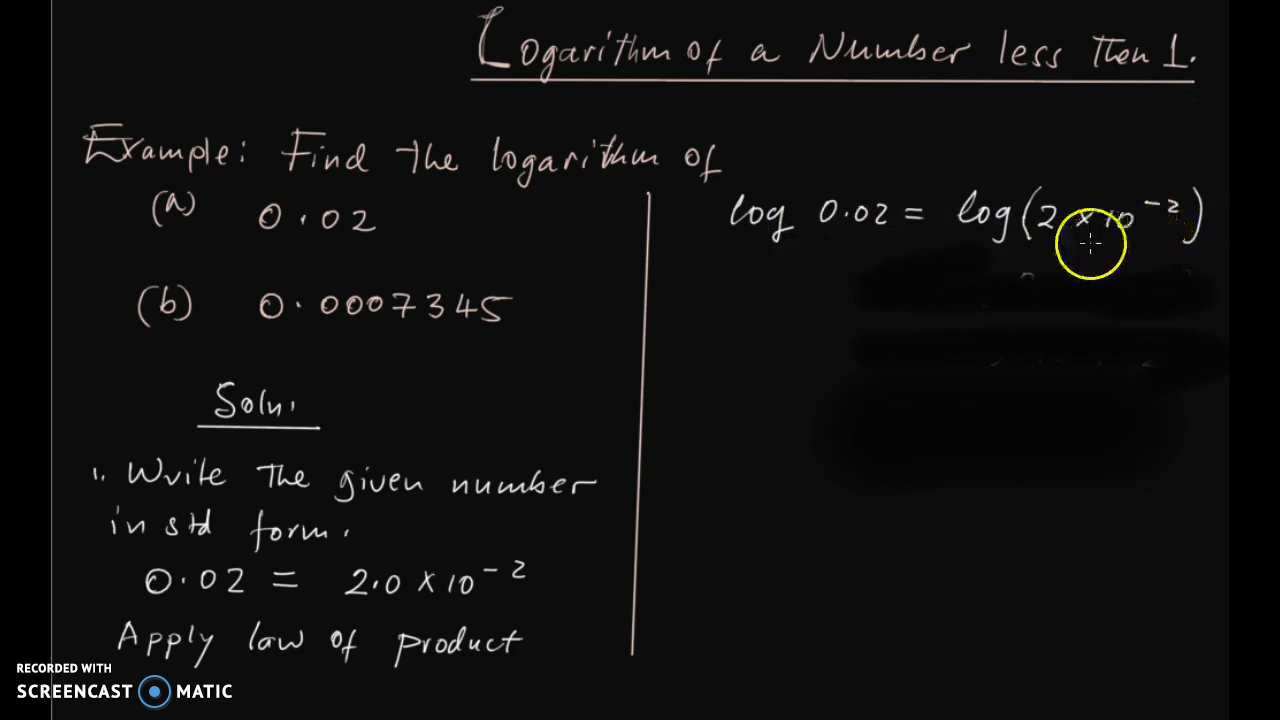 Logarithm of a Number less then 1.
Example: Find the logarithm of
(a) 0.02
(b) 0.0007345
Soln.
1. Write the given number
in std form.
0.02 = 2.0 × 10⁻²
Apply law of product
log 0.02 = log(2 × 10⁻²)
RECORDED WITH
SCREENCAST MATIC